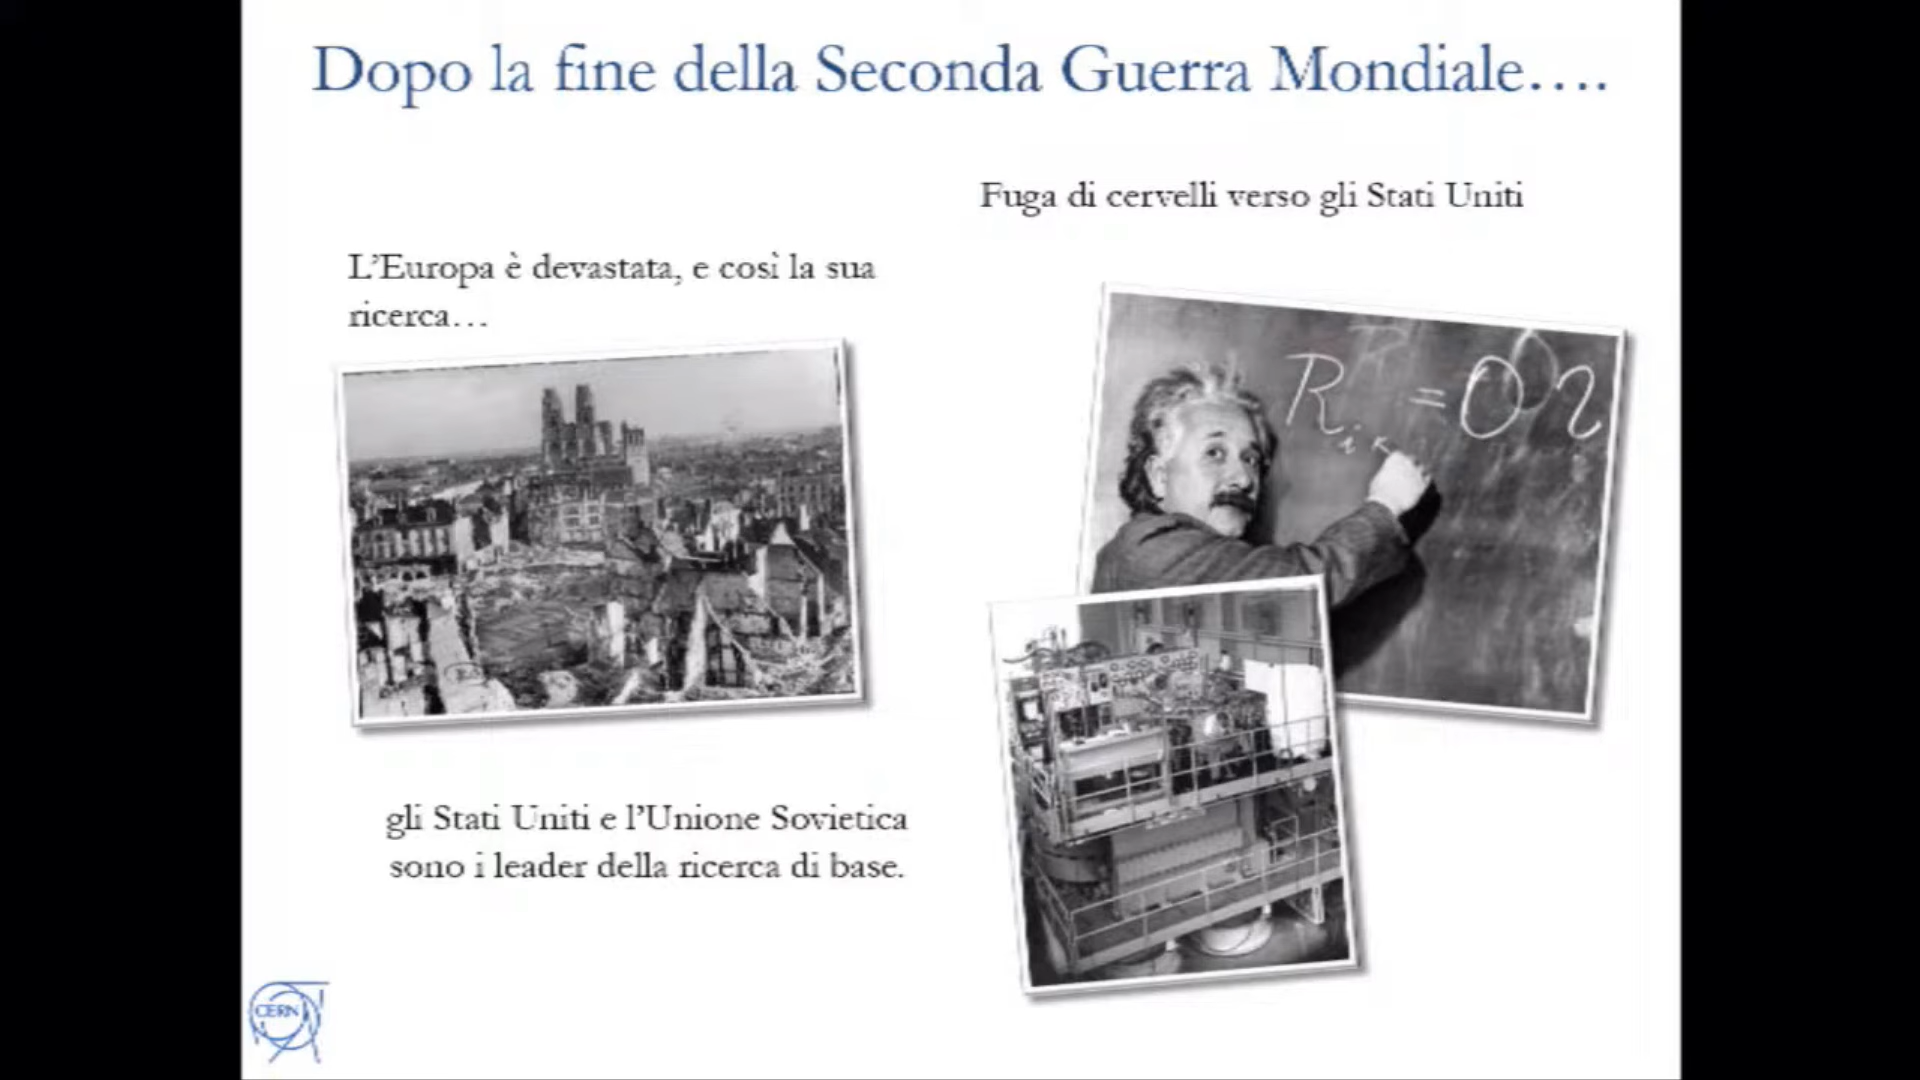 Dopo la fine della Seconda Guerra Mondiale….
Fuga di cervelli verso gli Stati Uniti
L’Europa è devastata, e così la sua
ricerca…
R i κ = 0 ?
gli Stati Uniti e l’Unione Sovietica
sono i leader della ricerca di base.
CERN